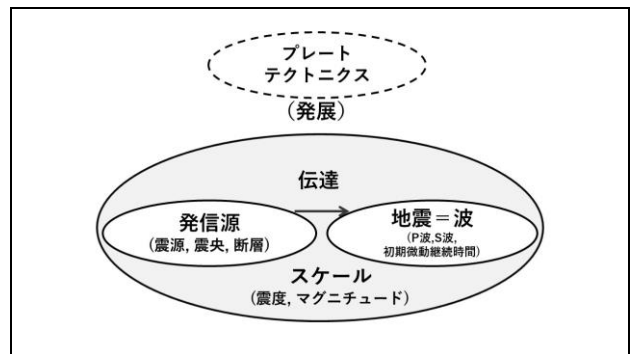 プレート
テクトニクス
(発展)
伝達
発信源
(震源, 震央, 断層)
地震＝波
(P波,S波,
初期微動継続時間)
スケール
(震度, マグニチュード)